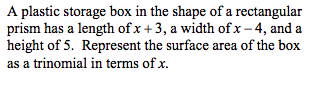 A plastic storage box in the shape of a rectangular
prism has a length of x + 3, a width of x – 4, and a
height of 5. Represent the surface area of the box
as a trinomial in terms of x.